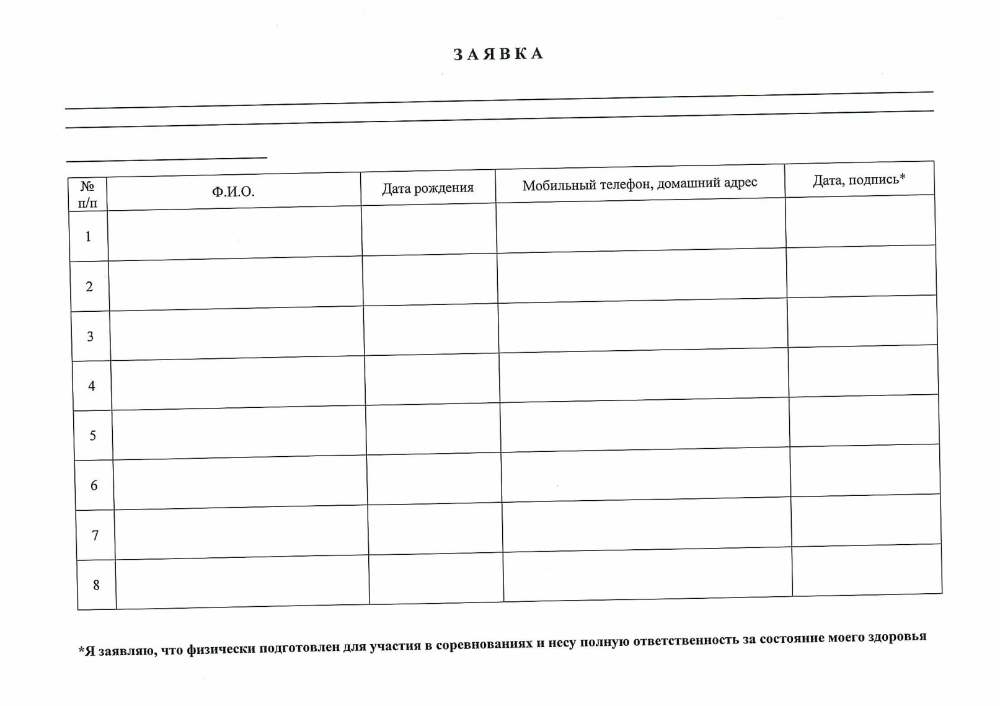 З А Я В К А
№ п/п Ф.И.О. Дата рождения Мобильный телефон, домашний адрес Дата, подпись*
1
2
3
4
5
6
7
8
*Я заявляю, что физически подготовлен для участия в соревнованиях и несу полную ответственность за состояние моего здоровья